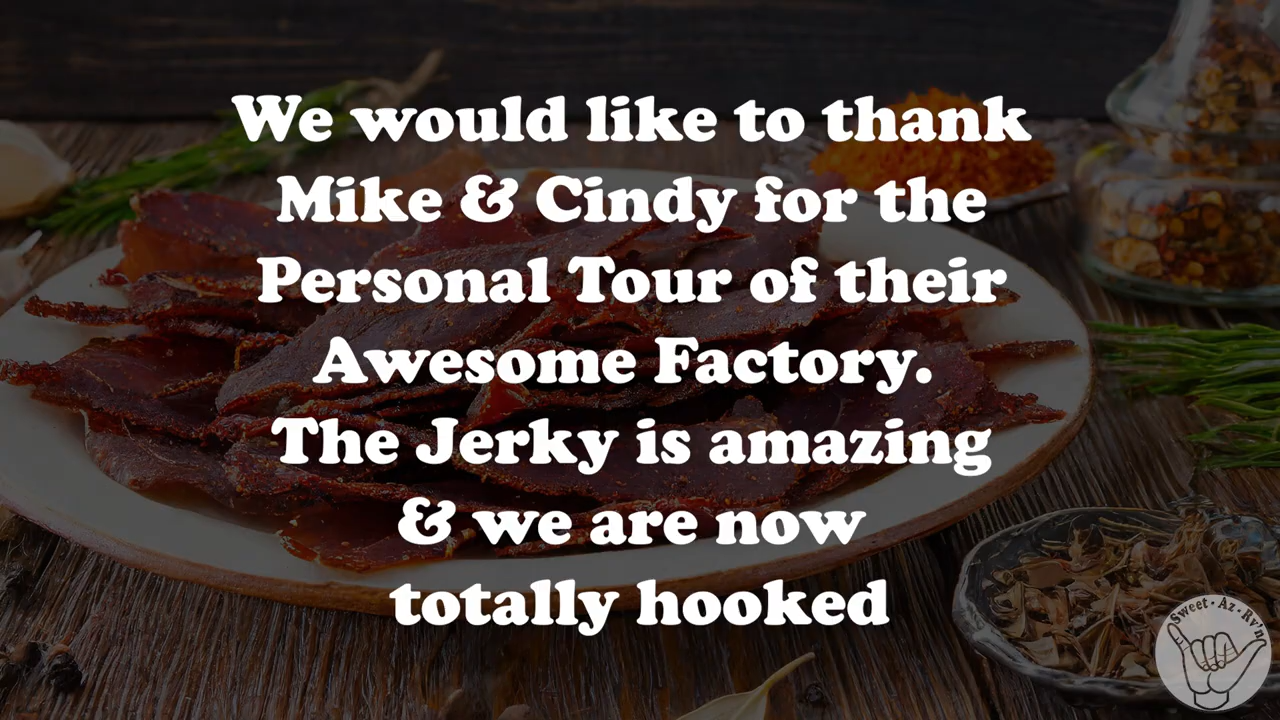 We would like to thank
Mike & Cindy for the
Personal Tour of their
Awesome Factory.
The Jerky is amazing
& we are now
totally hooked
Sweet • Az • Rv'n